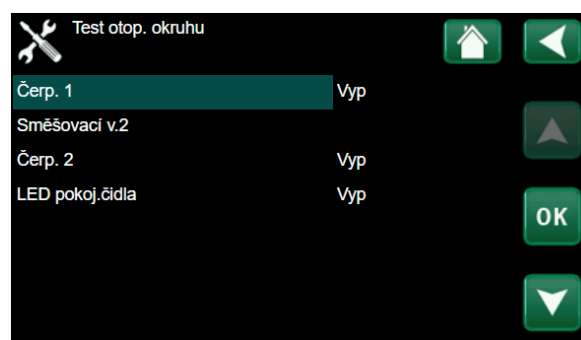 Test otop. okruhu
Čerp. 1 Vyp
Směšovací v.2
Čerp. 2 Vyp
LED pokoj.čidla Vyp
OK